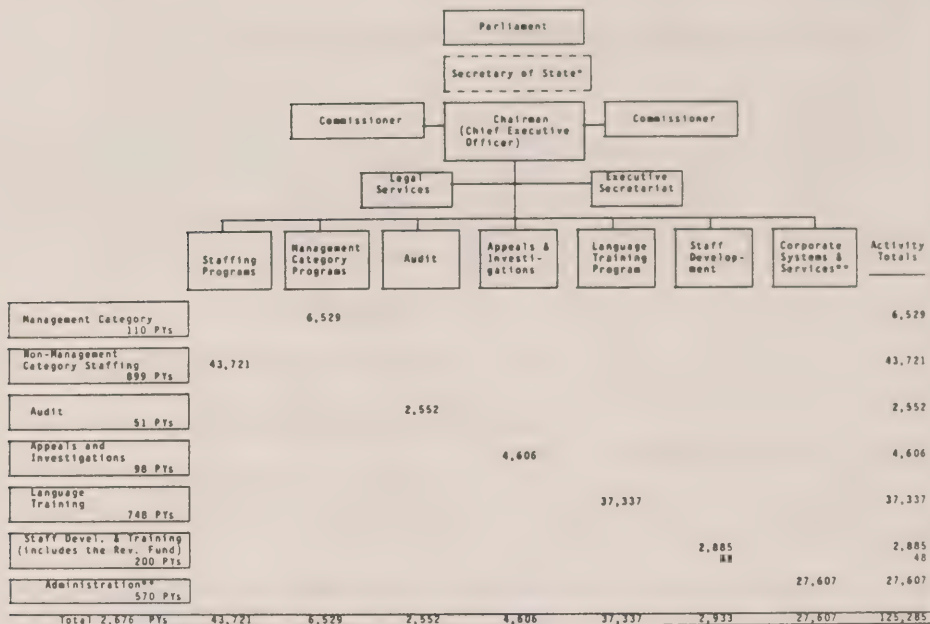 Parliament
Secretary of State*
Commissioner
Chairman
(Chief Executive
Officer)
Commissioner
Legal
Services
Executive
Secretariat
Staffing
Programs
Management
Category
Programs
Audit
Appeals &
Investi-
gations
Language
Training
Program
Staff
Develop-
ment
Corporate
Systems &
Services**
Activity
Totals
Management Category
110 PYs
6,529
6,529
Non-Management
Category Staffing
899 PYs
43,721
43,721
Audit
51 PYs
2,552
2,552
Appeals and
Investigations
98 PYs
4,606
4,606
Language
Training
748 PYs
37,337
37,337
Staff Devel. & Training
(includes the Rev. Fund)
200 PYs
2,885
2,885
48
Administration**
570 PYs
27,607
27,607
Total 2,676 PYs 43,721 6,529 2,552 4,606 37,337 2,933 27,607 125,285